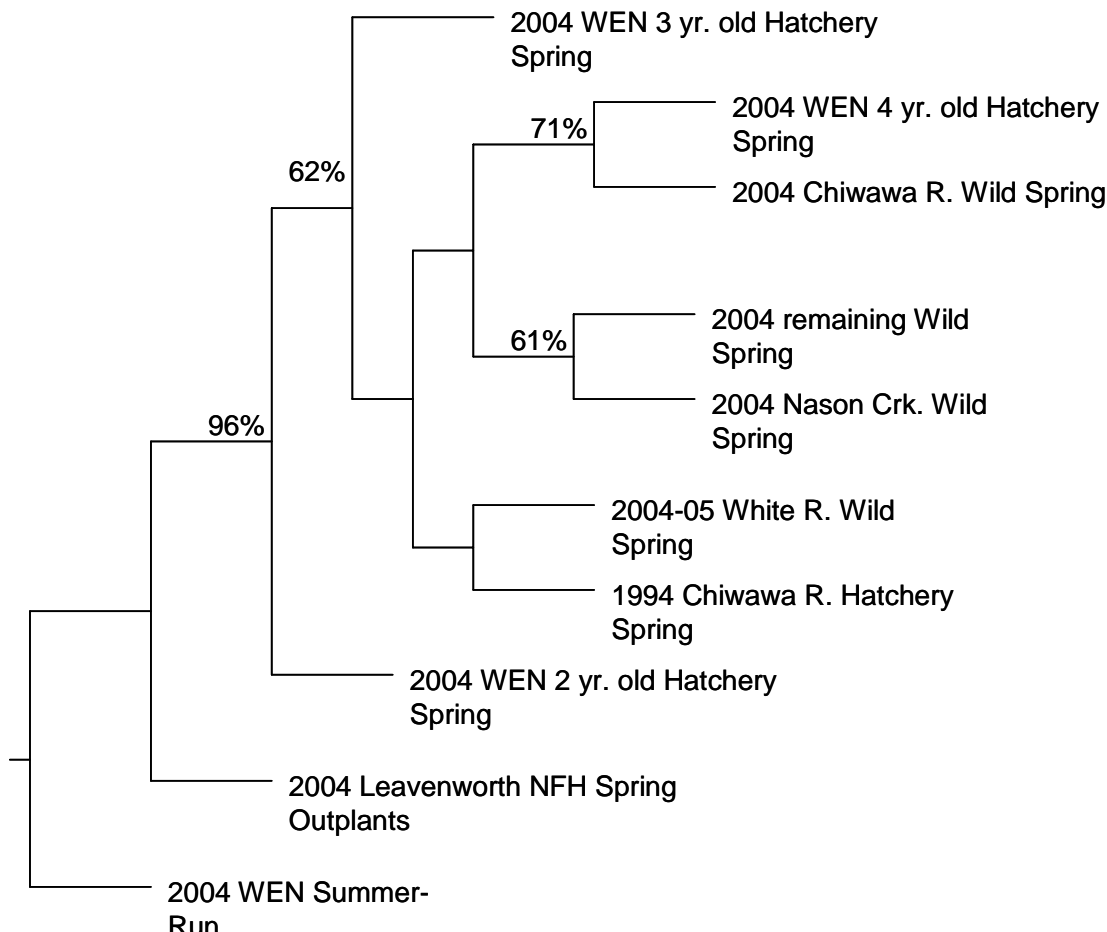 2004 WEN 3 yr. old Hatchery
Spring
2004 WEN 4 yr. old Hatchery
Spring
71%
62%
2004 Chiwawa R. Wild Spring
2004 remaining Wild
Spring
61%
2004 Nason Crk. Wild
Spring
96%
2004-05 White R. Wild
Spring
1994 Chiwawa R. Hatchery
Spring
2004 WEN 2 yr. old Hatchery
Spring
2004 Leavenworth NFH Spring
Outplants
2004 WEN Summer-
Run